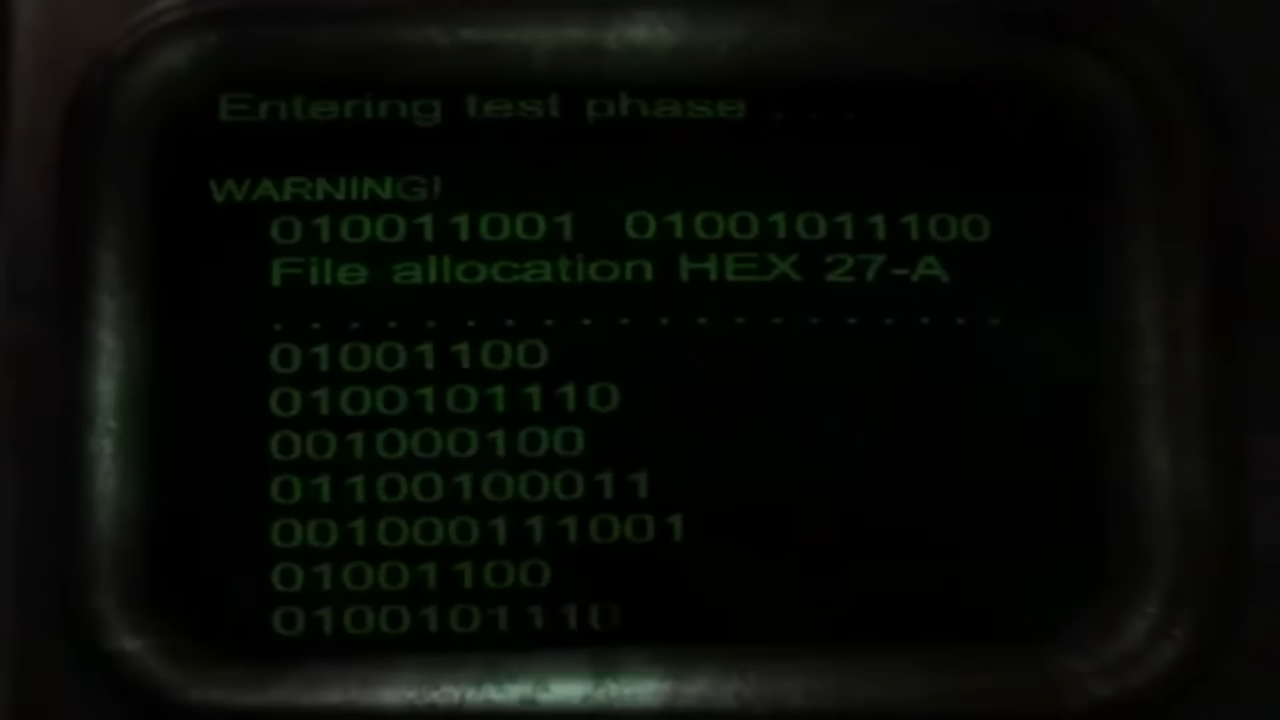 Entering test phase . . .
WARNING!
010011001 01001011100
File allocation HEX 27-A
. . . . . . . . . . . . . . . . . . .
01001100
0100101110
001000100
01100100011
001000111001
01001100
0100101110